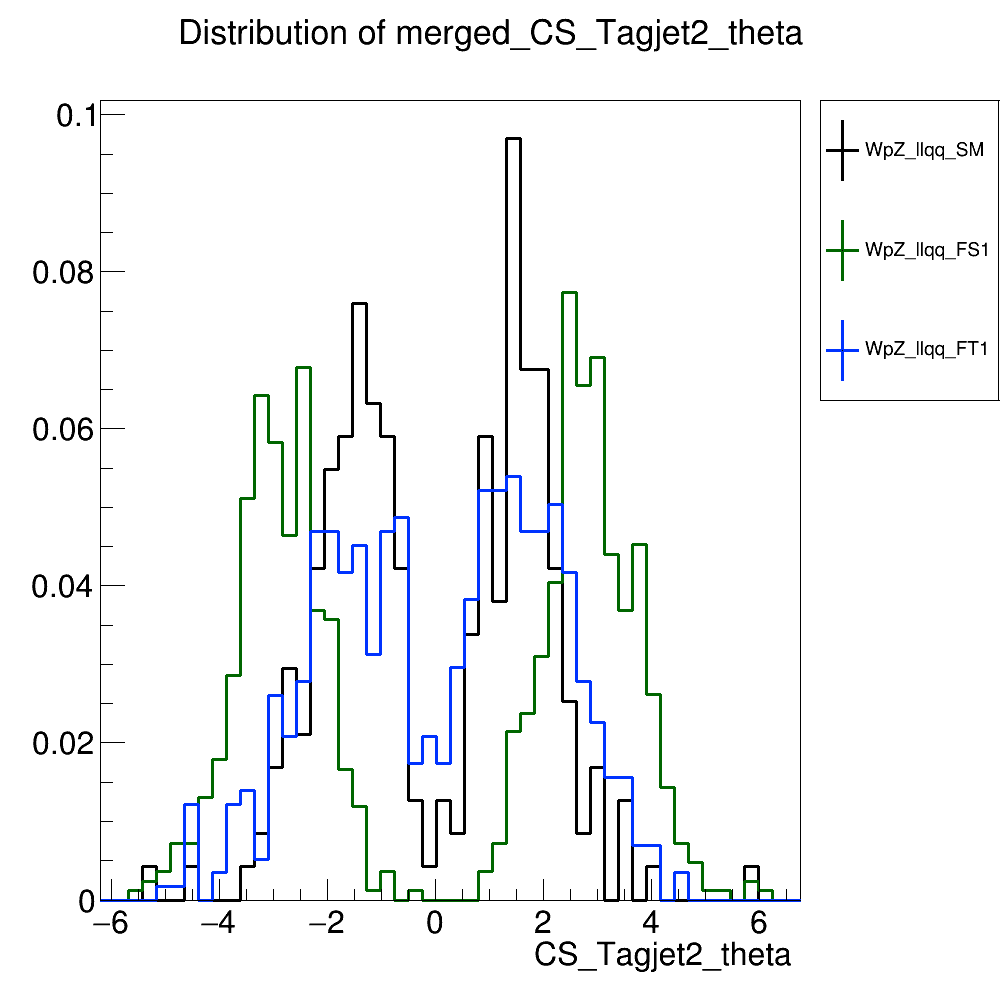 Distribution of merged_CS_Tagjet2_theta
0.1
0.08
0.06
0.04
0.02
0
−6 −4 −2 0 2 4 6
CS_Tagjet2_theta
WpZ_llqq_SM
WpZ_llqq_FS1
WpZ_llqq_FT1